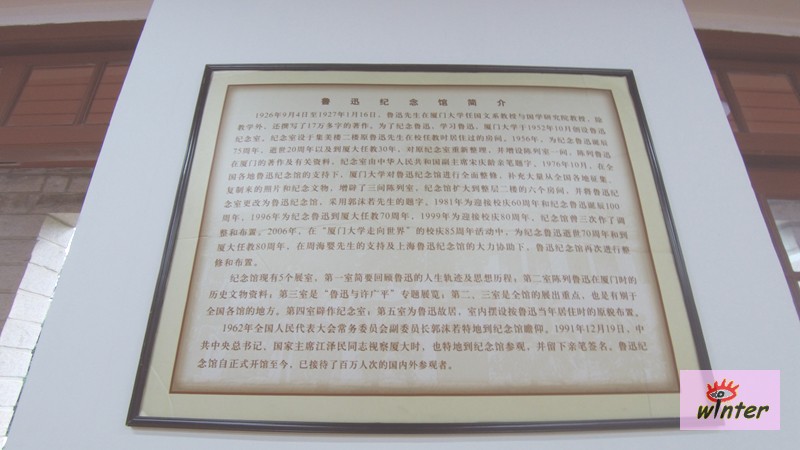 鲁迅纪念馆简介
1926年9月4日至1927年1月16日，鲁迅先生在厦门大学任国文系教授与国学研究院教授，除
教学外，还撰写了17万多字的著作。为了纪念鲁迅，学习鲁迅，厦门大学于1952年10月创设鲁迅
纪念室。纪念室设于集美楼二楼原鲁迅先生在校任教时居住过的房间。1956年，为纪念鲁迅诞辰
75周年，逝世20周年以及到厦大任教30年，对原纪念室重新整理，并增设陈列室一间，陈列鲁迅
在厦门的著作及有关资料。纪念室由中华人民共和国副主席宋庆龄亲笔题字。1976年10月，在全
国各地鲁迅纪念馆的支持下，厦门大学对鲁迅纪念馆进行全面整修，补充大量从全国各地征集、
复制来的照片和纪念文物，增辟了三间陈列室，纪念馆扩大到整层二楼的六个房间，并将鲁迅纪
念室更改为鲁迅纪念馆，采用郭沫若先生的题字。1981年为迎接校庆60周年和纪念鲁迅诞辰100
周年，1996年为纪念鲁迅到厦大任教70周年，1999年为迎接校庆80周年，纪念馆曾三次作了调
整和布置。2006年，在“厦门大学走向世界”的校庆85周年活动中，为纪念鲁迅逝世70周年和到
厦大任教80周年，在周海婴先生的支持及上海鲁迅纪念馆的大力协助下，鲁迅纪念馆再次进行整
修和布置。
纪念馆现有5个展室，第一室简要回顾鲁迅的人生轨迹及思想历程；第二室陈列鲁迅在厦门时的
历史文物资料；第三室是“鲁迅与许广平”专题展览；第二、三室是全馆的展出重点，也是有别于
全国各馆的地方。第四室辟作纪念室；第五室为鲁迅故居，室内摆设按鲁迅当年居住时的原貌布置。
1962年全国人民代表大会常务委员会副委员长郭沫若特地到纪念馆瞻仰。1991年12月19日，中
共中央总书记、国家主席江泽民同志视察厦大时，也特地到纪念馆参观，并留下亲笔签名。鲁迅纪
念馆自正式开馆至今，已接待了百万人次的国内外参观者。
winter